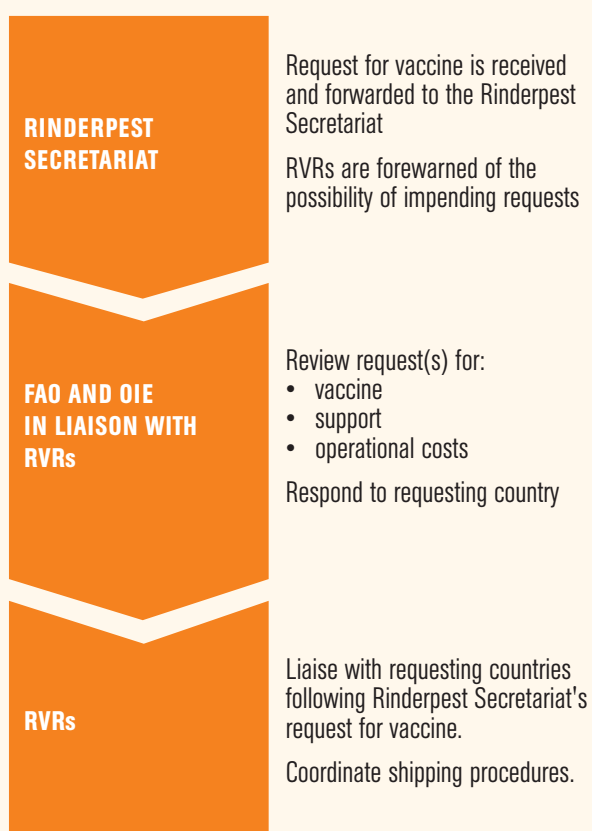 RINDERPEST
SECRETARIAT
Request for vaccine is received
and forwarded to the Rinderpest
Secretariat
RVRs are forewarned of the
possibility of impending requests
FAO AND OIE
IN LIAISON WITH
RVRs
Review request(s) for:
• vaccine
• support
• operational costs
Respond to requesting country
RVRs
Liaise with requesting countries
following Rinderpest Secretariat's
request for vaccine.
Coordinate shipping procedures.